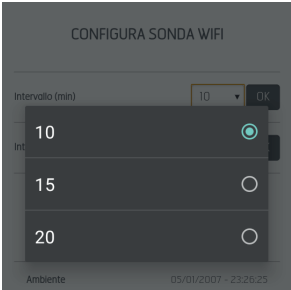 CONFIGURA SONDA WIFI
Intervallo (min) 10 OK
Int
10
15
20
Ambiente 05/01/2007 - 23:26:25